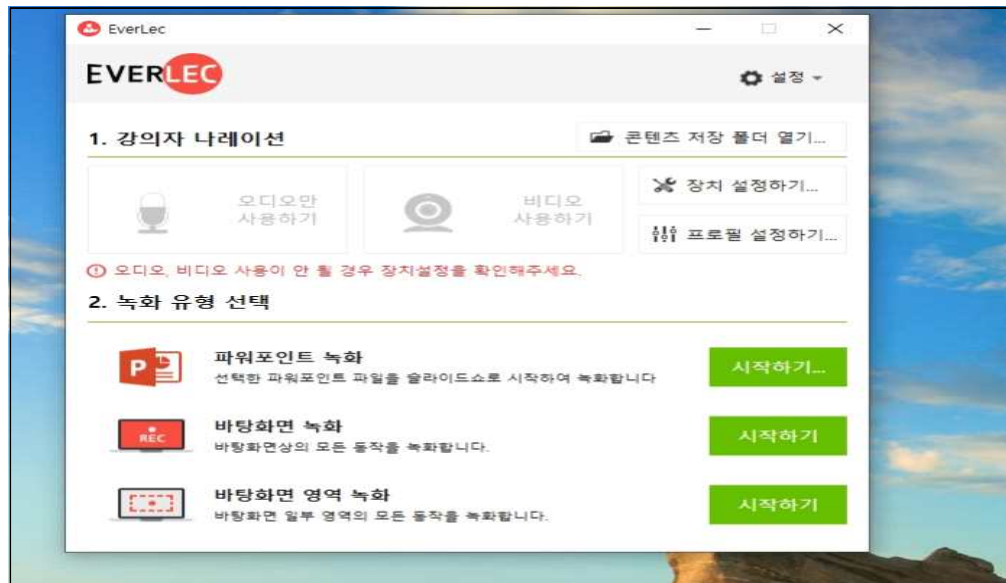 EverLec
EVERLEC
설정
1. 강의자 나레이션
콘텐츠 저장 폴더 열기...
오디오만
사용하기
비디오
사용하기
장치 설정하기...
프로필 설정하기...
오디오, 비디오 사용이 안 될 경우 장치설정을 확인해주세요.
2. 녹화 유형 선택
P
파워포인트 녹화
선택한 파워포인트 파일을 슬라이드쇼로 시작하여 녹화합니다
시작하기...
REC
바탕화면 녹화
바탕화면상의 모든 동작을 녹화합니다.
시작하기
바탕화면 영역 녹화
바탕화면 일부 영역의 모든 동작을 녹화합니다.
시작하기